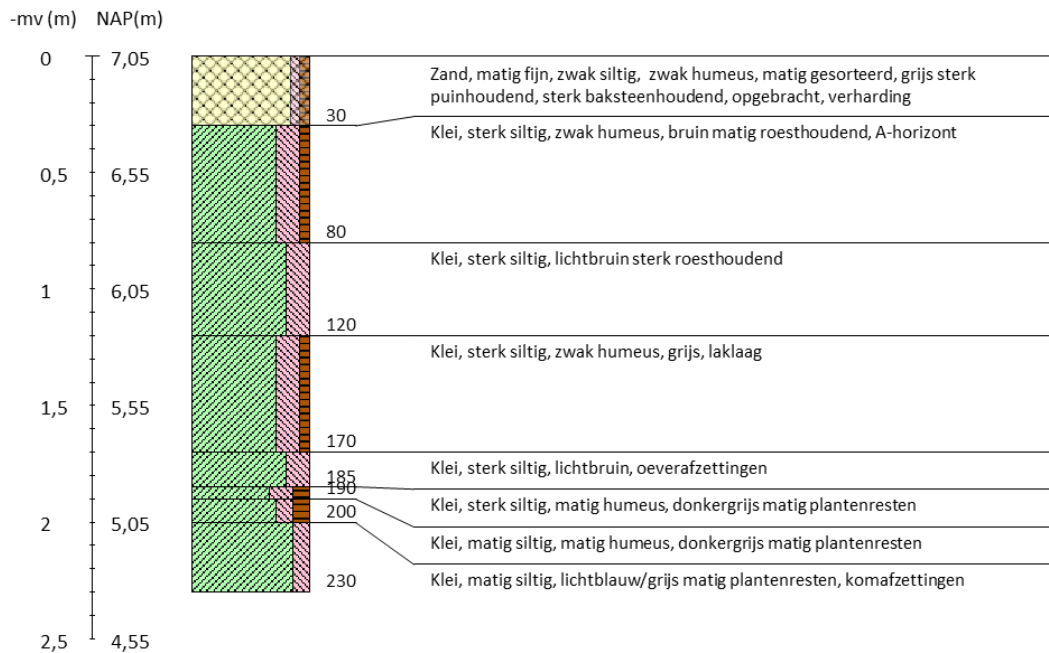 -mv (m) NAP(m)
0 7,05
Zand, matig fijn, zwak siltig, zwak humeus, matig gesorteerd, grijs sterk
puinhoudend, sterk baksteenhoudend, opgebracht, verharding
30
Klei, sterk siltig, zwak humeus, bruin matig roesthoudend, A-horizont
0,5 6,55
80
Klei, sterk siltig, lichtbruin sterk roesthoudend
1 6,05
120
Klei, sterk siltig, zwak humeus, grijs, laklaag
1,5 5,55
170
Klei, sterk siltig, lichtbruin, oeverafzettingen
185
190
Klei, sterk siltig, matig humeus, donkergrijs matig plantenresten
200
2 5,05
Klei, matig siltig, matig humeus, donkergrijs matig plantenresten
230
Klei, matig siltig, lichtblauw/grijs matig plantenresten, komafzettingen
2,5 4,55